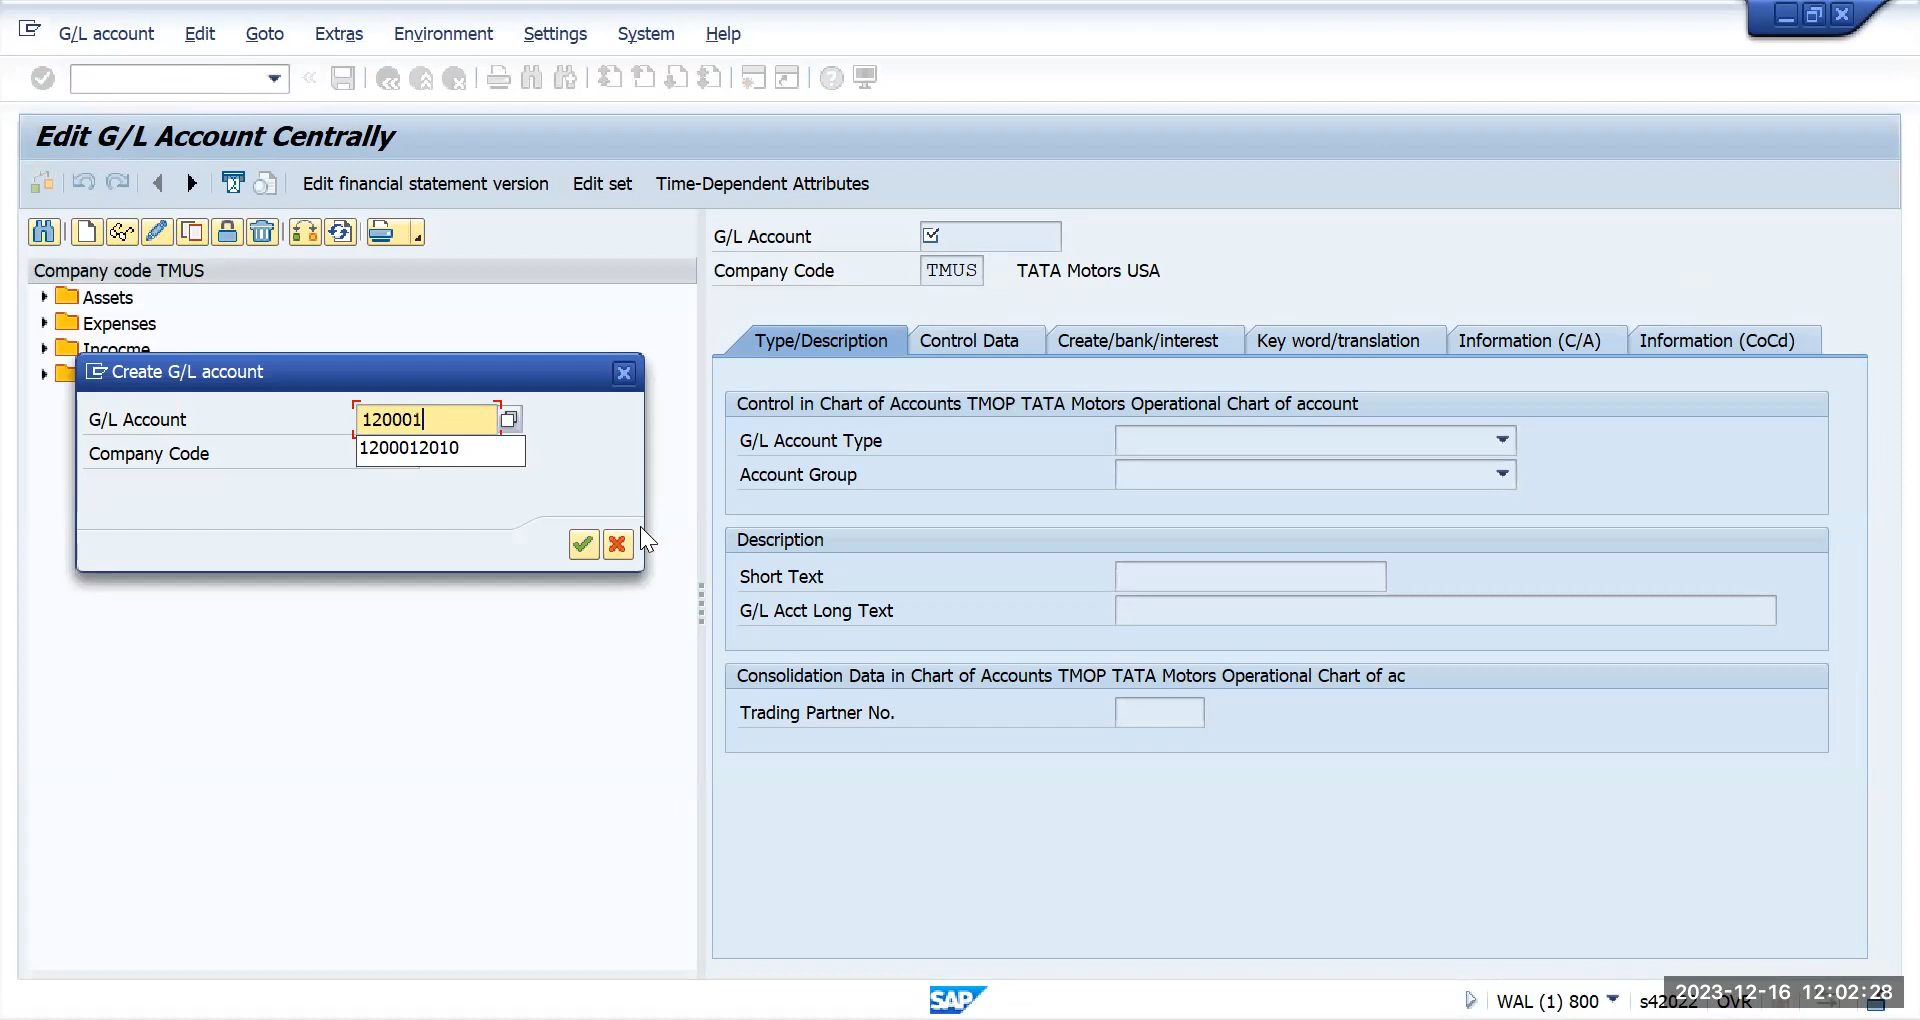 G/L account Edit Goto Extras Environment Settings System Help
Edit G/L Account Centrally
Edit financial statement version Edit set Time-Dependent Attributes
Company code TMUS
Assets
Expenses
Incocme
Create G/L account
G/L Account 120001
1200012010
Company Code
G/L Account
Company Code TMUS TATA Motors USA
Type/Description Control Data Create/bank/interest Key word/translation Information (C/A) Information (CoCd)
Control in Chart of Accounts TMOP TATA Motors Operational Chart of account
G/L Account Type
Account Group
Description
Short Text
G/L Acct Long Text
Consolidation Data in Chart of Accounts TMOP TATA Motors Operational Chart of ac
Trading Partner No.
SAP
WAL (1) 800 s42022 OVR
2023-12-16 12:02:28